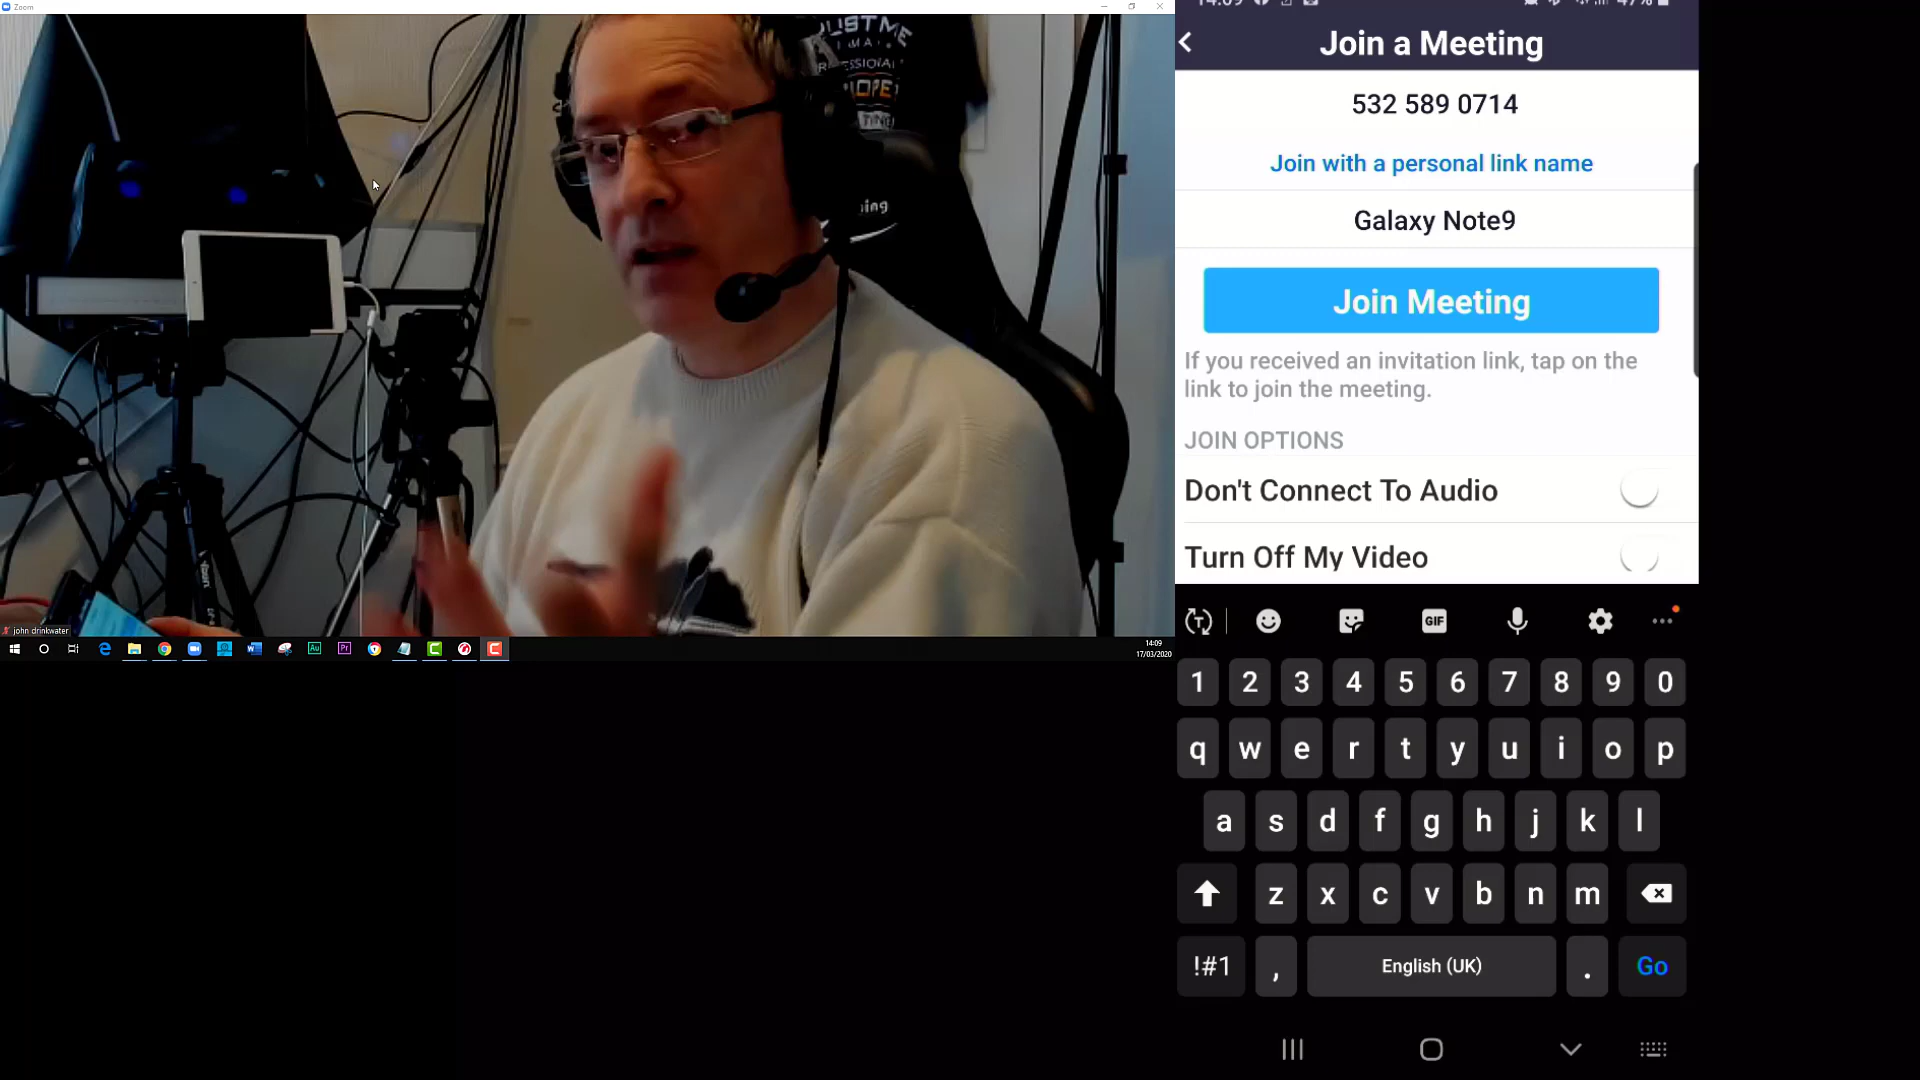 Zoom
john drinkwater
14:09
17/03/2020
Join a Meeting
532 589 0714
Join with a personal link name
Galaxy Note9
Join Meeting
If you received an invitation link, tap on the
link to join the meeting.
JOIN OPTIONS
Don't Connect To Audio
Turn Off My Video
GIF
1 2 3 4 5 6 7 8 9 0
q w e r t y u i o p
a s d f g h j k l
z x c v b n m
!#1 , English (UK) . Go